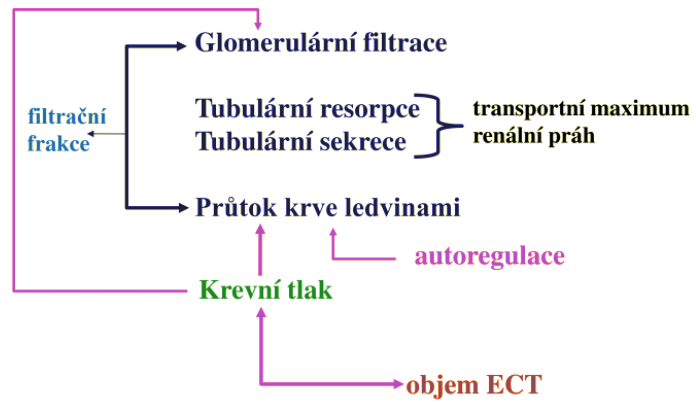 Glomerulární filtrace
filtrační
frakce
Tubulární resorpce
Tubulární sekrece
transportní maximum
renální práh
Průtok krve ledvinami
autoregulace
Krevní tlak
objem ECT